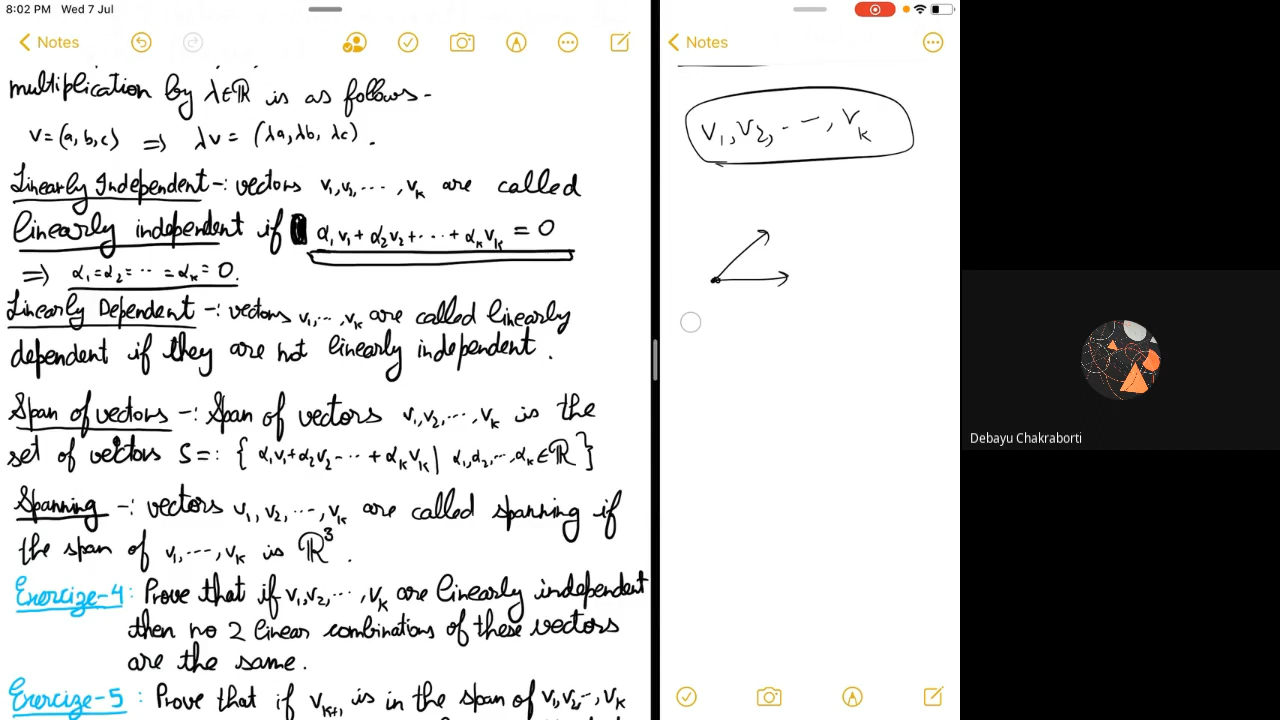 8:02 PM Wed 7 Jul
Notes
multiplication by λ∈ℝ is as follows -
v = (a, b, c) ⇒ λv = (λa, λb, λc) .
Linearly Independent -: vectors v₁, v₂, ..., vₖ are called
linearly independent if α₁v₁ + α₂v₂ + ... + αₖvₖ = 0
⇒ α₁ = α₂ = ... = αₖ = 0.
Linearly Dependent -: vectors v₁, ..., vₖ are called linearly
dependent if they are not linearly independent .
Span of vectors -: Span of vectors v₁, v₂, ..., vₖ is the
set of vectors S =: { α₁v₁ + α₂v₂ - ... + αₖvₖ | α₁, α₂, ..., αₖ ∈ ℝ }
Spanning -: vectors v₁, v₂, ..., vₖ are called spanning if
the span of v₁, ..., vₖ is ℝ³ .
Exercize-4 : Prove that if v₁, v₂, ..., vₖ are linearly independent
then no 2 linear combinations of these vectors
are the same .
Exercize-5 : Prove that if vₖ₊₁ is in the span of v₁, v₂, .., vₖ
Notes
v₁, v₂, - - -, vₖ
Debayu Chakraborti